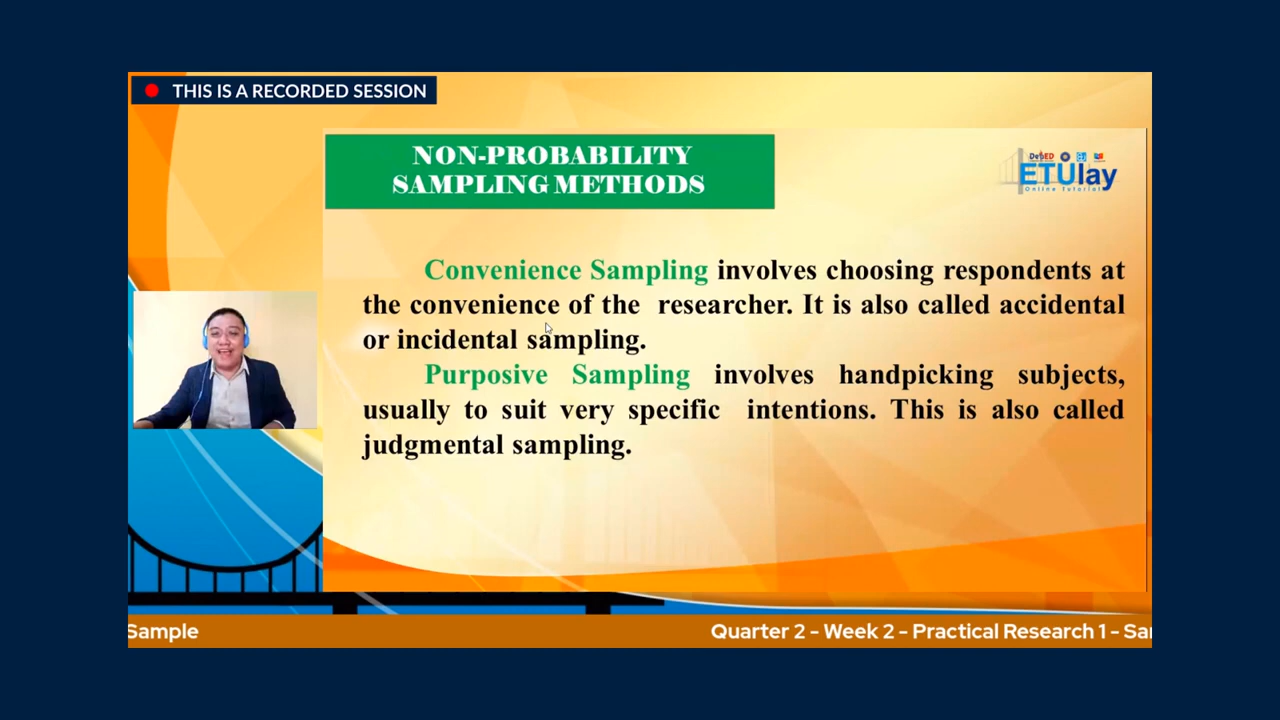 THIS IS A RECORDED SESSION
NON-PROBABILITY
SAMPLING METHODS
DepED
ETUlay
Online Tutorial
Convenience Sampling involves choosing respondents at
the convenience of the researcher. It is also called accidental
or incidental sampling.
Purposive Sampling involves handpicking subjects,
usually to suit very specific intentions. This is also called
judgmental sampling.
Sample
Quarter 2 - Week 2 - Practical Research 1 -